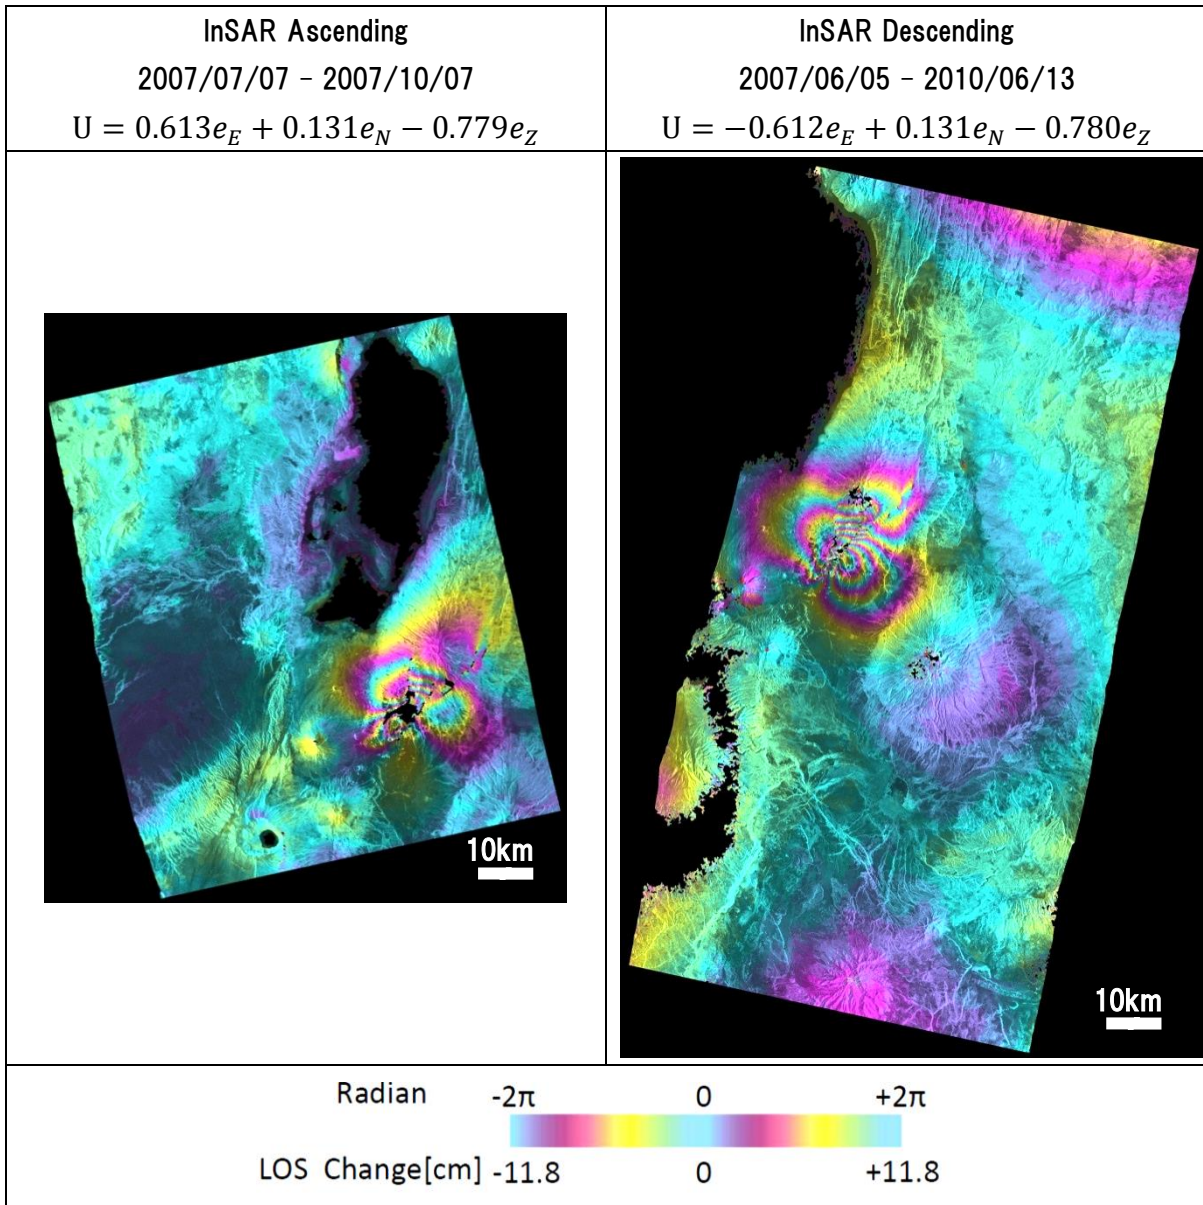 InSAR Ascending
2007/07/07 – 2007/10/07
U = 0.613e_E + 0.131e_N − 0.779e_Z
InSAR Descending
2007/06/05 – 2010/06/13
U = −0.612e_E + 0.131e_N − 0.780e_Z
10km
10km
Radian -2π 0 +2π
LOS Change[cm] -11.8 0 +11.8